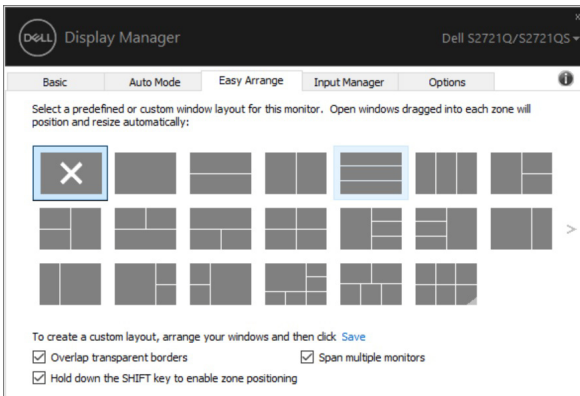 DELL Display Manager
Dell S2721Q/S2721QS
Basic Auto Mode Easy Arrange Input Manager Options
Select a predefined or custom window layout for this monitor. Open windows dragged into each zone will
position and resize automatically:
To create a custom layout, arrange your windows and then click Save
Overlap transparent borders Span multiple monitors
Hold down the SHIFT key to enable zone positioning